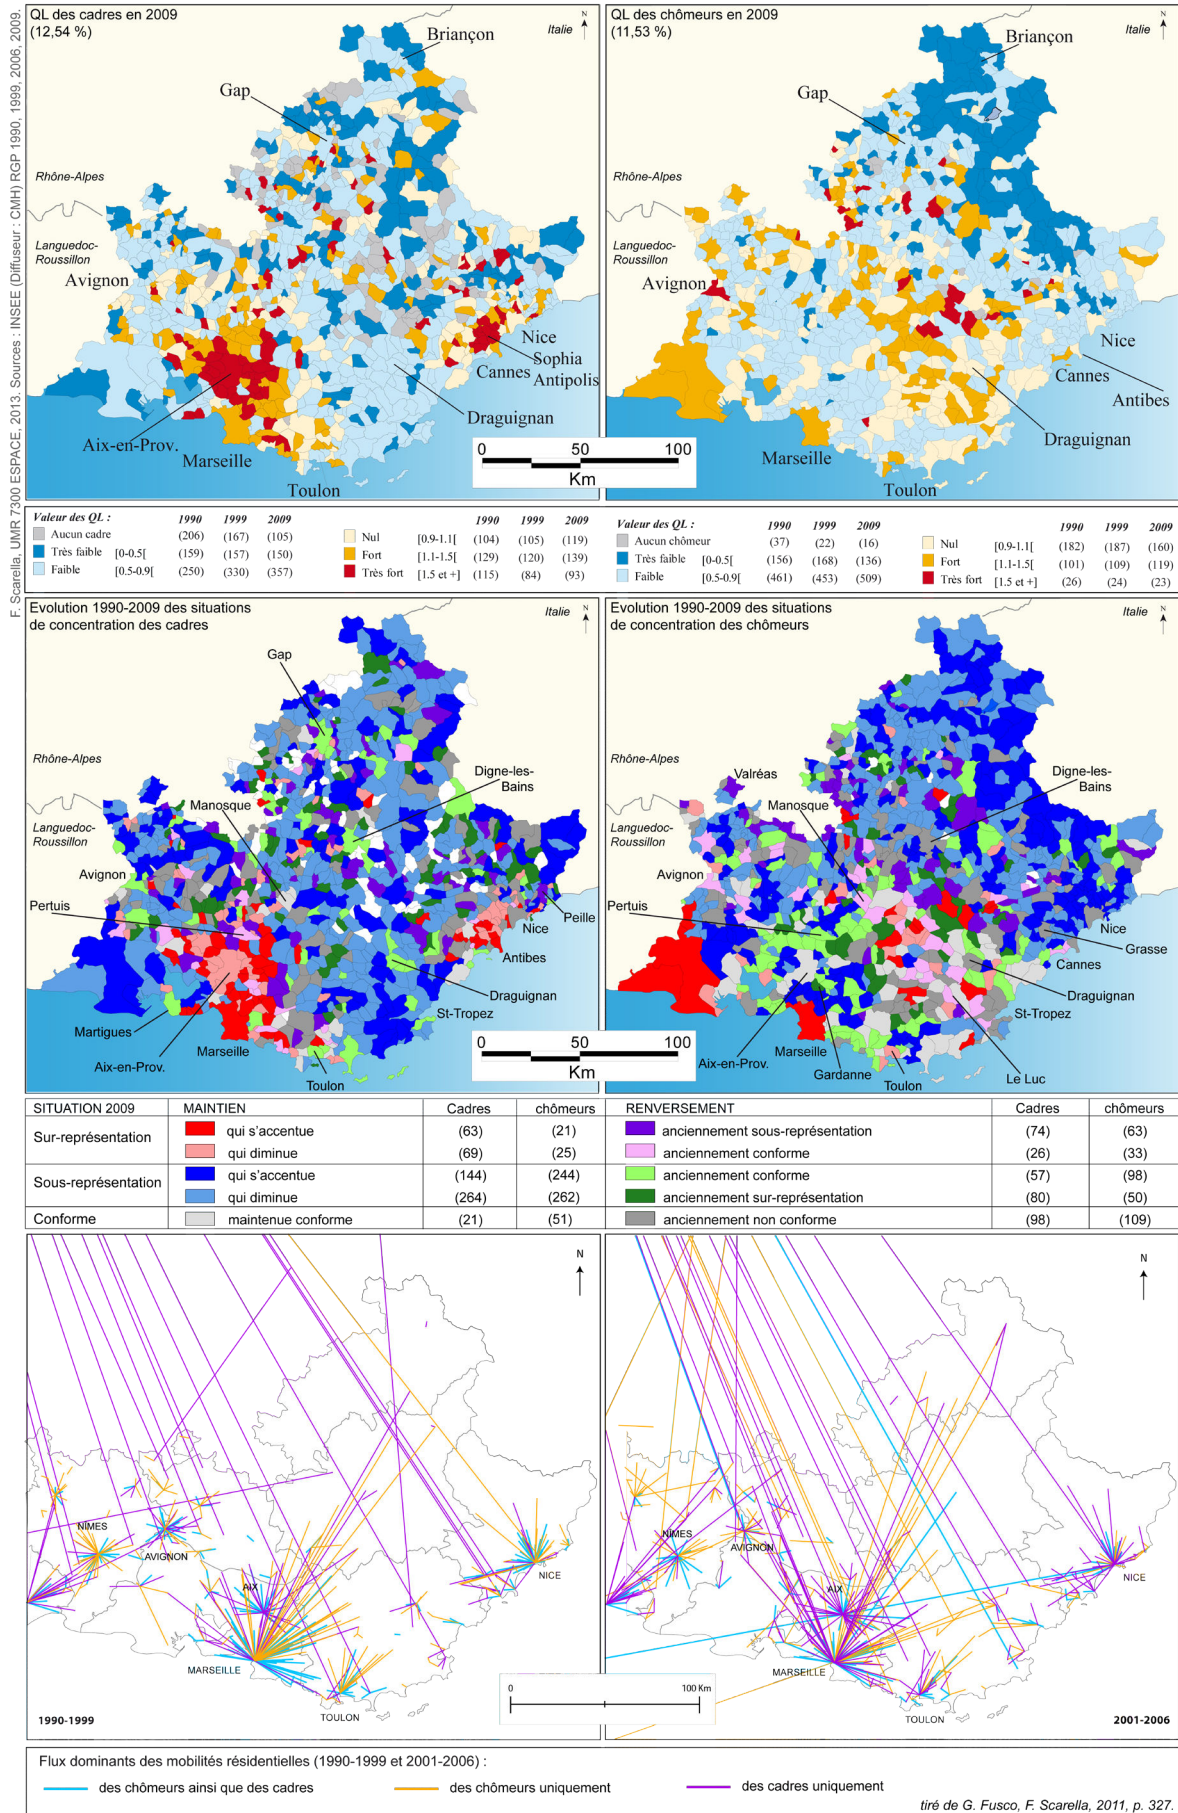 F. Scarella, UMR 7300 ESPACE, 2013. Sources : INSEE (Diffuseur : CMH) RGP 1990, 1999, 2006, 2009.
QL des cadres en 2009
(12,54 %)
Briançon
Italie
N
Gap
Rhône-Alpes
Languedoc-
Roussillon
Avignon
Nice
Sophia
Cannes
Antipolis
Draguignan
Aix-en-Prov.
Marseille
Toulon
0 50 100
Km
QL des chômeurs en 2009
(11,53 %)
Briançon
Italie
N
Gap
Rhône-Alpes
Languedoc-
Roussillon
Avignon
Nice
Cannes
Antibes
Draguignan
Marseille
Toulon
Valeur des QL : 1990 1999 2009 1990 1999 2009
Aucun cadre (206) (167) (105) Nul [0.9-1.1[ (104) (105) (119)
Très faible [0-0.5[ (159) (157) (150) Fort [1.1-1.5[ (129) (120) (139)
Faible [0.5-0.9[ (250) (330) (357) Très fort [1.5 et +] (115) (84) (93)
Valeur des QL : 1990 1999 2009 1990 1999 2009
Aucun chômeur (37) (22) (16) Nul [0.9-1.1[ (182) (187) (160)
Très faible [0-0.5[ (156) (168) (136) Fort [1.1-1.5[ (101) (109) (119)
Faible [0.5-0.9[ (461) (453) (509) Très fort [1.5 et +] (26) (24) (23)
Evolution 1990-2009 des situations
de concentration des cadres
Italie
N
Gap
Rhône-Alpes
Digne-les-
Bains
Manosque
Languedoc-
Roussillon
Avignon
Pertuis
Peille
Nice
Antibes
Draguignan
St-Tropez
Martigues
Marseille
Aix-en-Prov.
Toulon
0 50 100
Km
Evolution 1990-2009 des situations
de concentration des chômeurs
Italie
N
Rhône-Alpes
Valréas
Digne-les-
Bains
Manosque
Languedoc-
Roussillon
Avignon
Pertuis
Nice
Grasse
Cannes
Draguignan
St-Tropez
Aix-en-Prov.
Marseille
Gardanne
Toulon
Le Luc
SITUATION 2009 MAINTIEN Cadres chômeurs RENVERSEMENT Cadres chômeurs
Sur-représentation qui s'accentue (63) (21) anciennement sous-représentation (74) (63)
qui diminue (69) (25) anciennement conforme (26) (33)
Sous-représentation qui s'accentue (144) (244) anciennement conforme (57) (98)
qui diminue (264) (262) anciennement sur-représentation (80) (50)
Conforme maintenue conforme (21) (51) anciennement non conforme (98) (109)
N
NÎMES
AVIGNON
AIX
NICE
MARSEILLE
TOULON
1990-1999
0 100 Km
N
NÎMES
AVIGNON
AIX
NICE
MARSEILLE
TOULON
2001-2006
Flux dominants des mobilités résidentielles (1990-1999 et 2001-2006) :
des chômeurs ainsi que des cadres des chômeurs uniquement des cadres uniquement
tiré de G. Fusco, F. Scarella, 2011, p. 327.